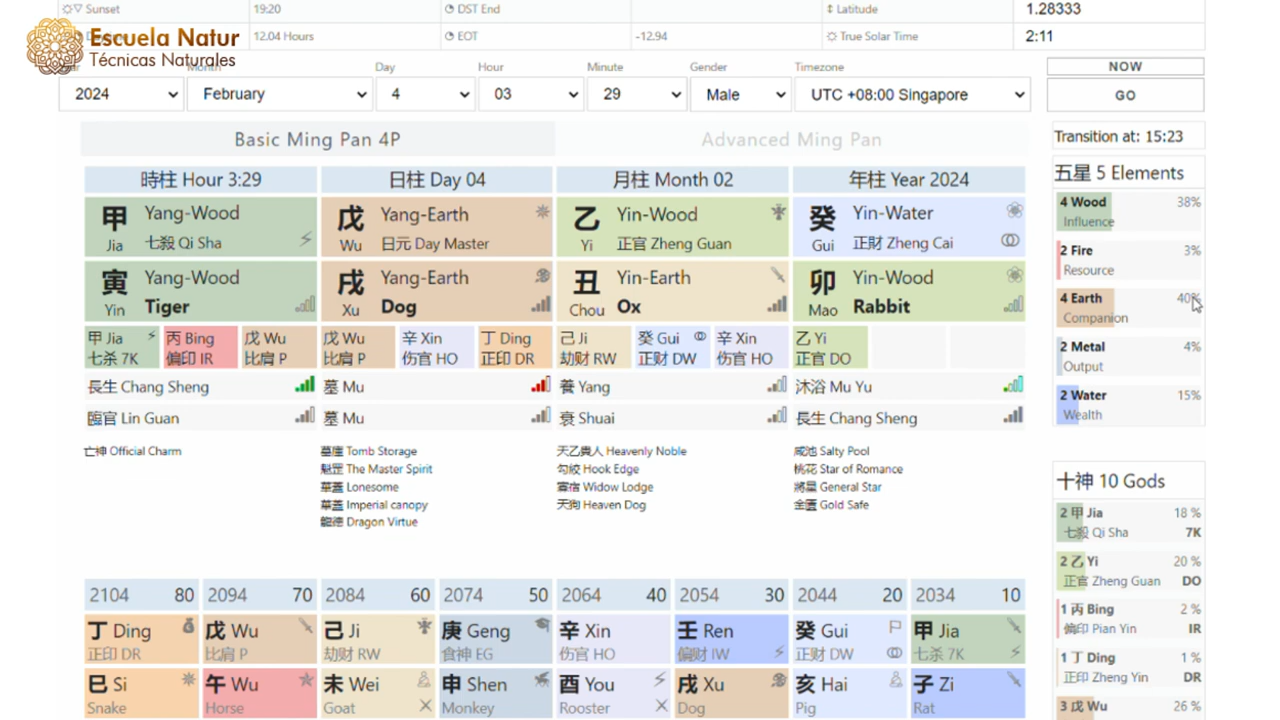 Sunset 19:20 DST End Latitude 1.28333
12.04 Hours EOT -12.94 True Solar Time 2:11
Escuela Natur
Técnicas Naturales
Month Day Hour Minute Gender Timezone NOW
2024 February 4 03 29 Male UTC +08:00 Singapore GO
Basic Ming Pan 4P Advanced Ming Pan Transition at: 15:23
時柱 Hour 3:29 日柱 Day 04 月柱 Month 02 年柱 Year 2024
甲 Yang-Wood 戊 Yang-Earth 乙 Yin-Wood 癸 Yin-Water
Jia 七殺 Qi Sha Wu 日元 Day Master Yi 正官 Zheng Guan Gui 正財 Zheng Cai
寅 Yang-Wood 戌 Yang-Earth 丑 Yin-Earth 卯 Yin-Wood
Yin Tiger Xu Dog Chou Ox Mao Rabbit
甲 Jia 丙 Bing 戊 Wu 戊 Wu 辛 Xin 丁 Ding 己 Ji 癸 Gui 辛 Xin 乙 Yi
七杀 7K 偏印 IR 比肩 P 比肩 P 伤官 HO 正印 DR 劫财 RW 正财 DW 伤官 HO 正官 DO
長生 Chang Sheng 墓 Mu 養 Yang 沐浴 Mu Yu
臨官 Lin Guan 墓 Mu 衰 Shuai 長生 Chang Sheng
亡神 Official Charm 墓庫 Tomb Storage 天乙貴人 Heavenly Noble 咸池 Salty Pool
魁罡 The Master Spirit 勾絞 Hook Edge 桃花 Star of Romance
華蓋 Lonesome 寡宿 Widow Lodge 將星 General Star
華蓋 Imperial canopy 天狗 Heaven Dog 金匱 Gold Safe
龍德 Dragon Virtue
2104 80 2094 70 2084 60 2074 50 2064 40 2054 30 2044 20 2034 10
丁 Ding 戊 Wu 己 Ji 庚 Geng 辛 Xin 壬 Ren 癸 Gui 甲 Jia
正印 DR 比肩 P 劫财 RW 食神 EG 伤官 HO 偏财 IW 正财 DW 七杀 7K
巳 Si 午 Wu 未 Wei 申 Shen 酉 You 戌 Xu 亥 Hai 子 Zi
Snake Horse Goat Monkey Rooster Dog Pig Rat
五星 5 Elements
4 Wood 38%
Influence
2 Fire 3%
Resource
4 Earth 40%
Companion
2 Metal 4%
Output
2 Water 15%
Wealth
十神 10 Gods
2 甲 Jia 18 %
七殺 Qi Sha 7K
2 乙 Yi 20 %
正官 Zheng Guan DO
1 丙 Bing 2 %
偏印 Pian Yin IR
1 丁 Ding 1 %
正印 Zheng Yin DR
3 戊 Wu 26 %